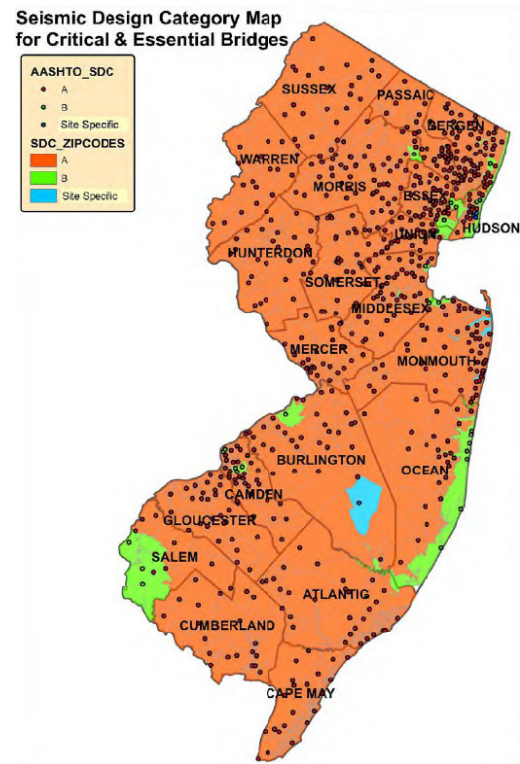 Seismic Design Category Map
for Critical & Essential Bridges
AASHTO_SDC
A
B
Site Specific
SDC_ZIPCODES
A
B
Site Specific
SUSSEX
PASSAIC
BERGEN
WARREN
MORRIS
ESSEX
HUDSON
UNION
HUNTERDON
SOMERSET
MIDDLESEX
MERCER
MONMOUTH
BURLINGTON
OCEAN
CAMDEN
GLOUCESTER
SALEM
ATLANTIC
CUMBERLAND
CAPE MAY